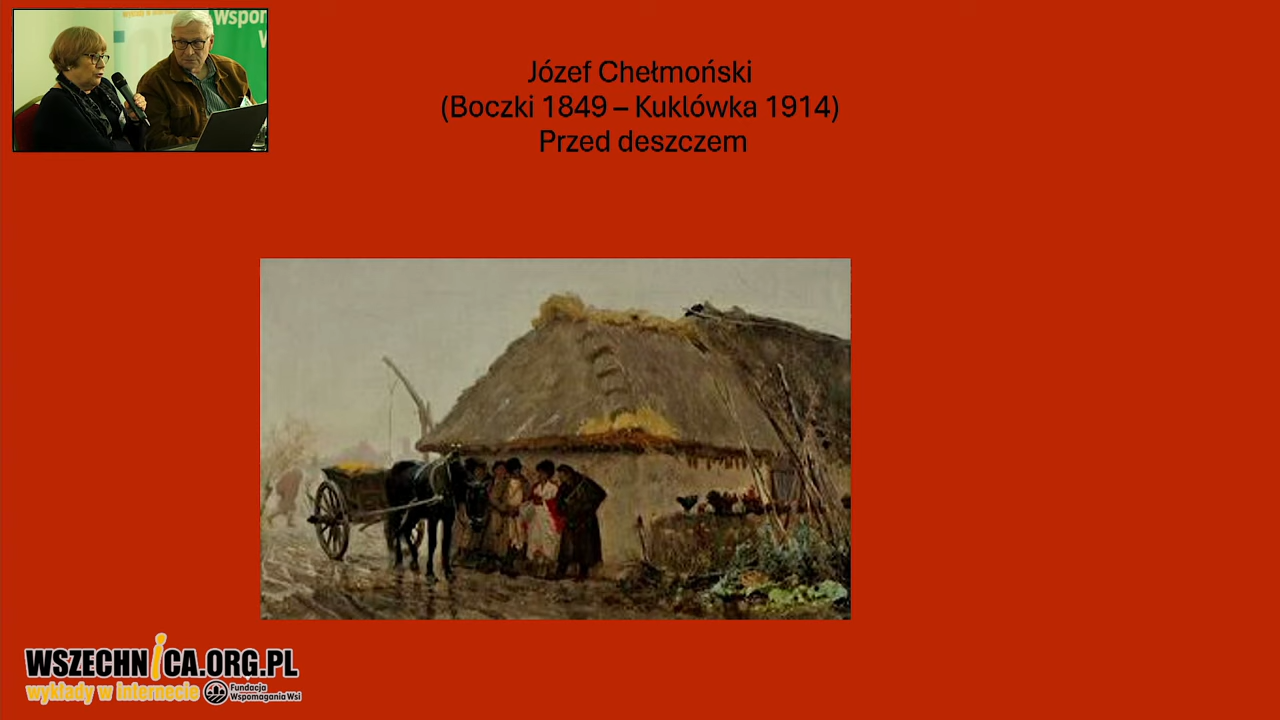 Józef Chełmoński
(Boczki 1849 – Kuklówka 1914)
Przed deszczem
WSZECHNiCA.ORG.PL
wykłady w internecie
Fundacja
Wspomagania Wsi